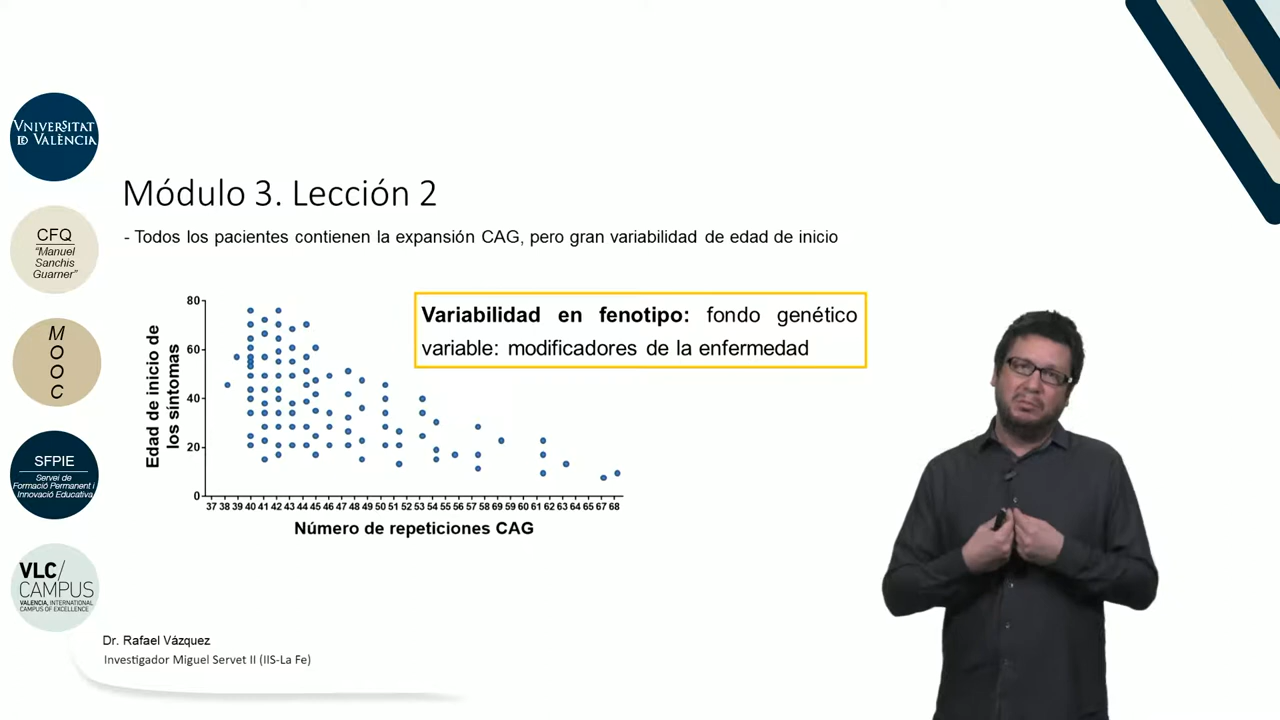 VNIVERSITAT
ID VALÈNCIA
CFQ
"Manuel
Sanchis
Guarner"
M
O
O
C
SFPIE
Servei de
Formació Permanent i
Innovació Educativa
VLC/
CAMPUS
VALENCIA, INTERNATIONAL
CAMPUS OF EXCELLENCE
Módulo 3. Lección 2
- Todos los pacientes contienen la expansión CAG, pero gran variabilidad de edad de inicio
Variabilidad en fenotipo: fondo genético
variable: modificadores de la enfermedad
Edad de inicio de
los síntomas
80
60
40
20
0
37 38 39 40 41 42 43 44 45 46 47 48 49 50 51 52 53 54 55 56 57 58 59 60 61 62 63 64 65 67 68
Número de repeticiones CAG
Dr. Rafael Vázquez
Investigador Miguel Servet II (IIS-La Fe)